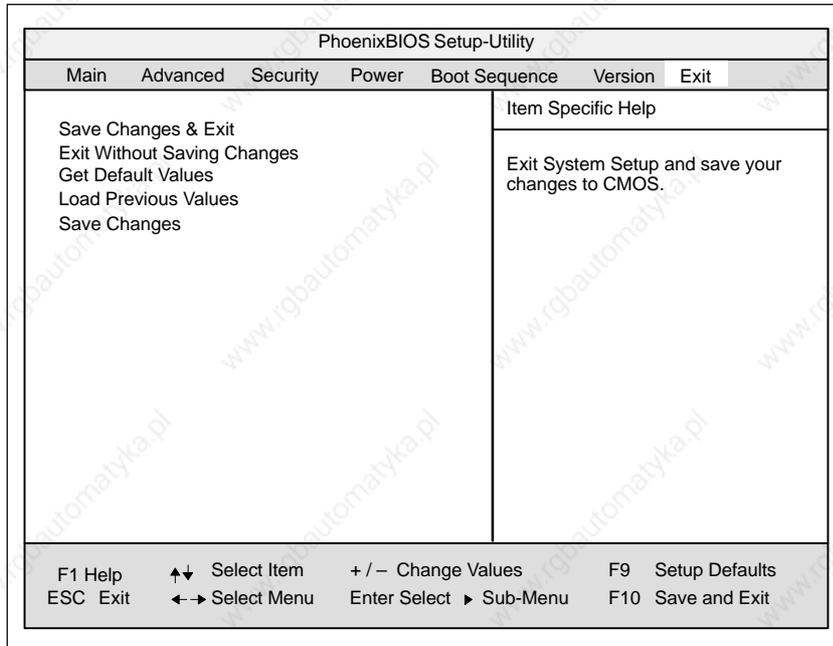 PhoenixBIOS Setup-Utility
Main Advanced Security Power Boot Sequence Version Exit
Save Changes & Exit
Exit Without Saving Changes
Get Default Values
Load Previous Values
Save Changes
Item Specific Help
Exit System Setup and save your
changes to CMOS.
F1 Help ↑↓ Select Item + / – Change Values F9 Setup Defaults
ESC Exit ←→ Select Menu Enter Select ▶ Sub-Menu F10 Save and Exit
www.rgbautomatyka.pl